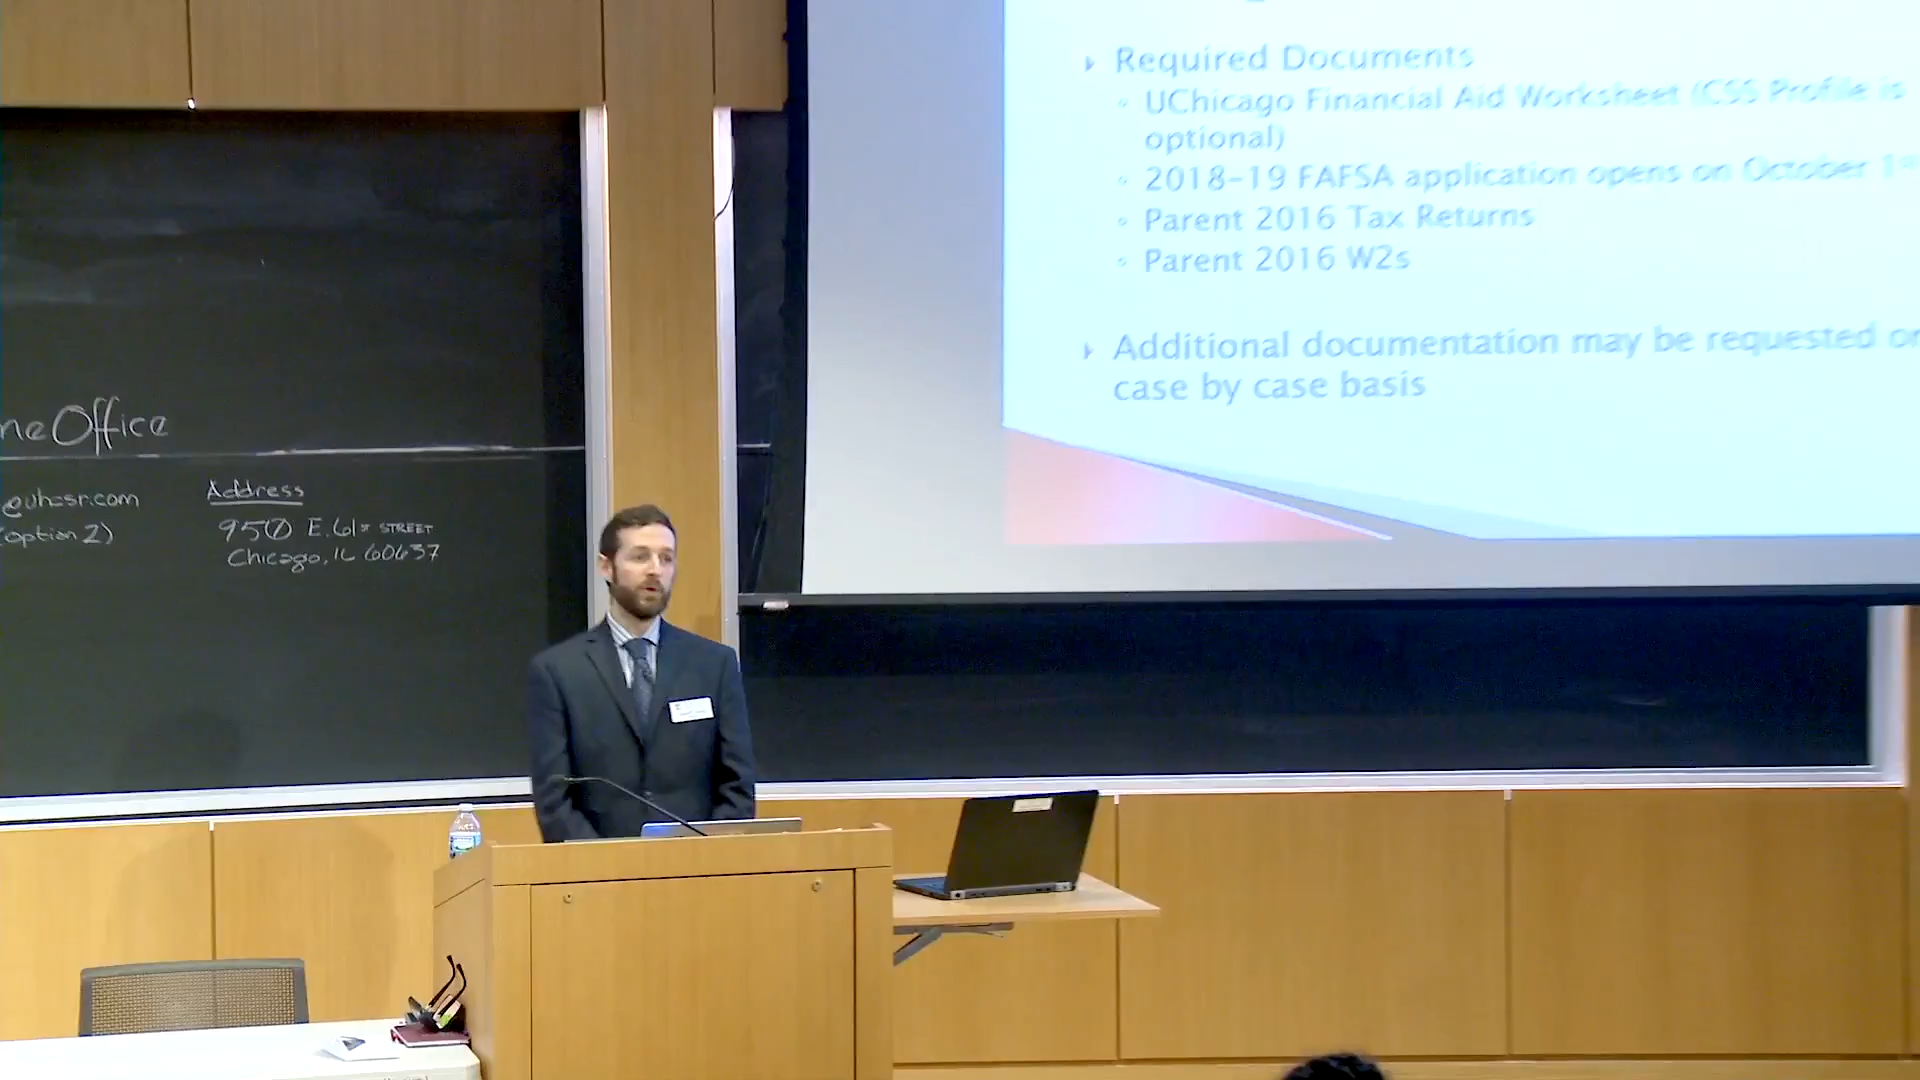 Required Documents
UChicago Financial Aid Worksheet (CSS Profile is
optional)
2018-19 FAFSA application opens on October 1st
Parent 2016 Tax Returns
Parent 2016 W2s
Additional documentation may be requested on
case by case basis
neOffice
@uhcsr.com
(option 2)
Address
950 E. 61st STREET
Chicago, IL 60637